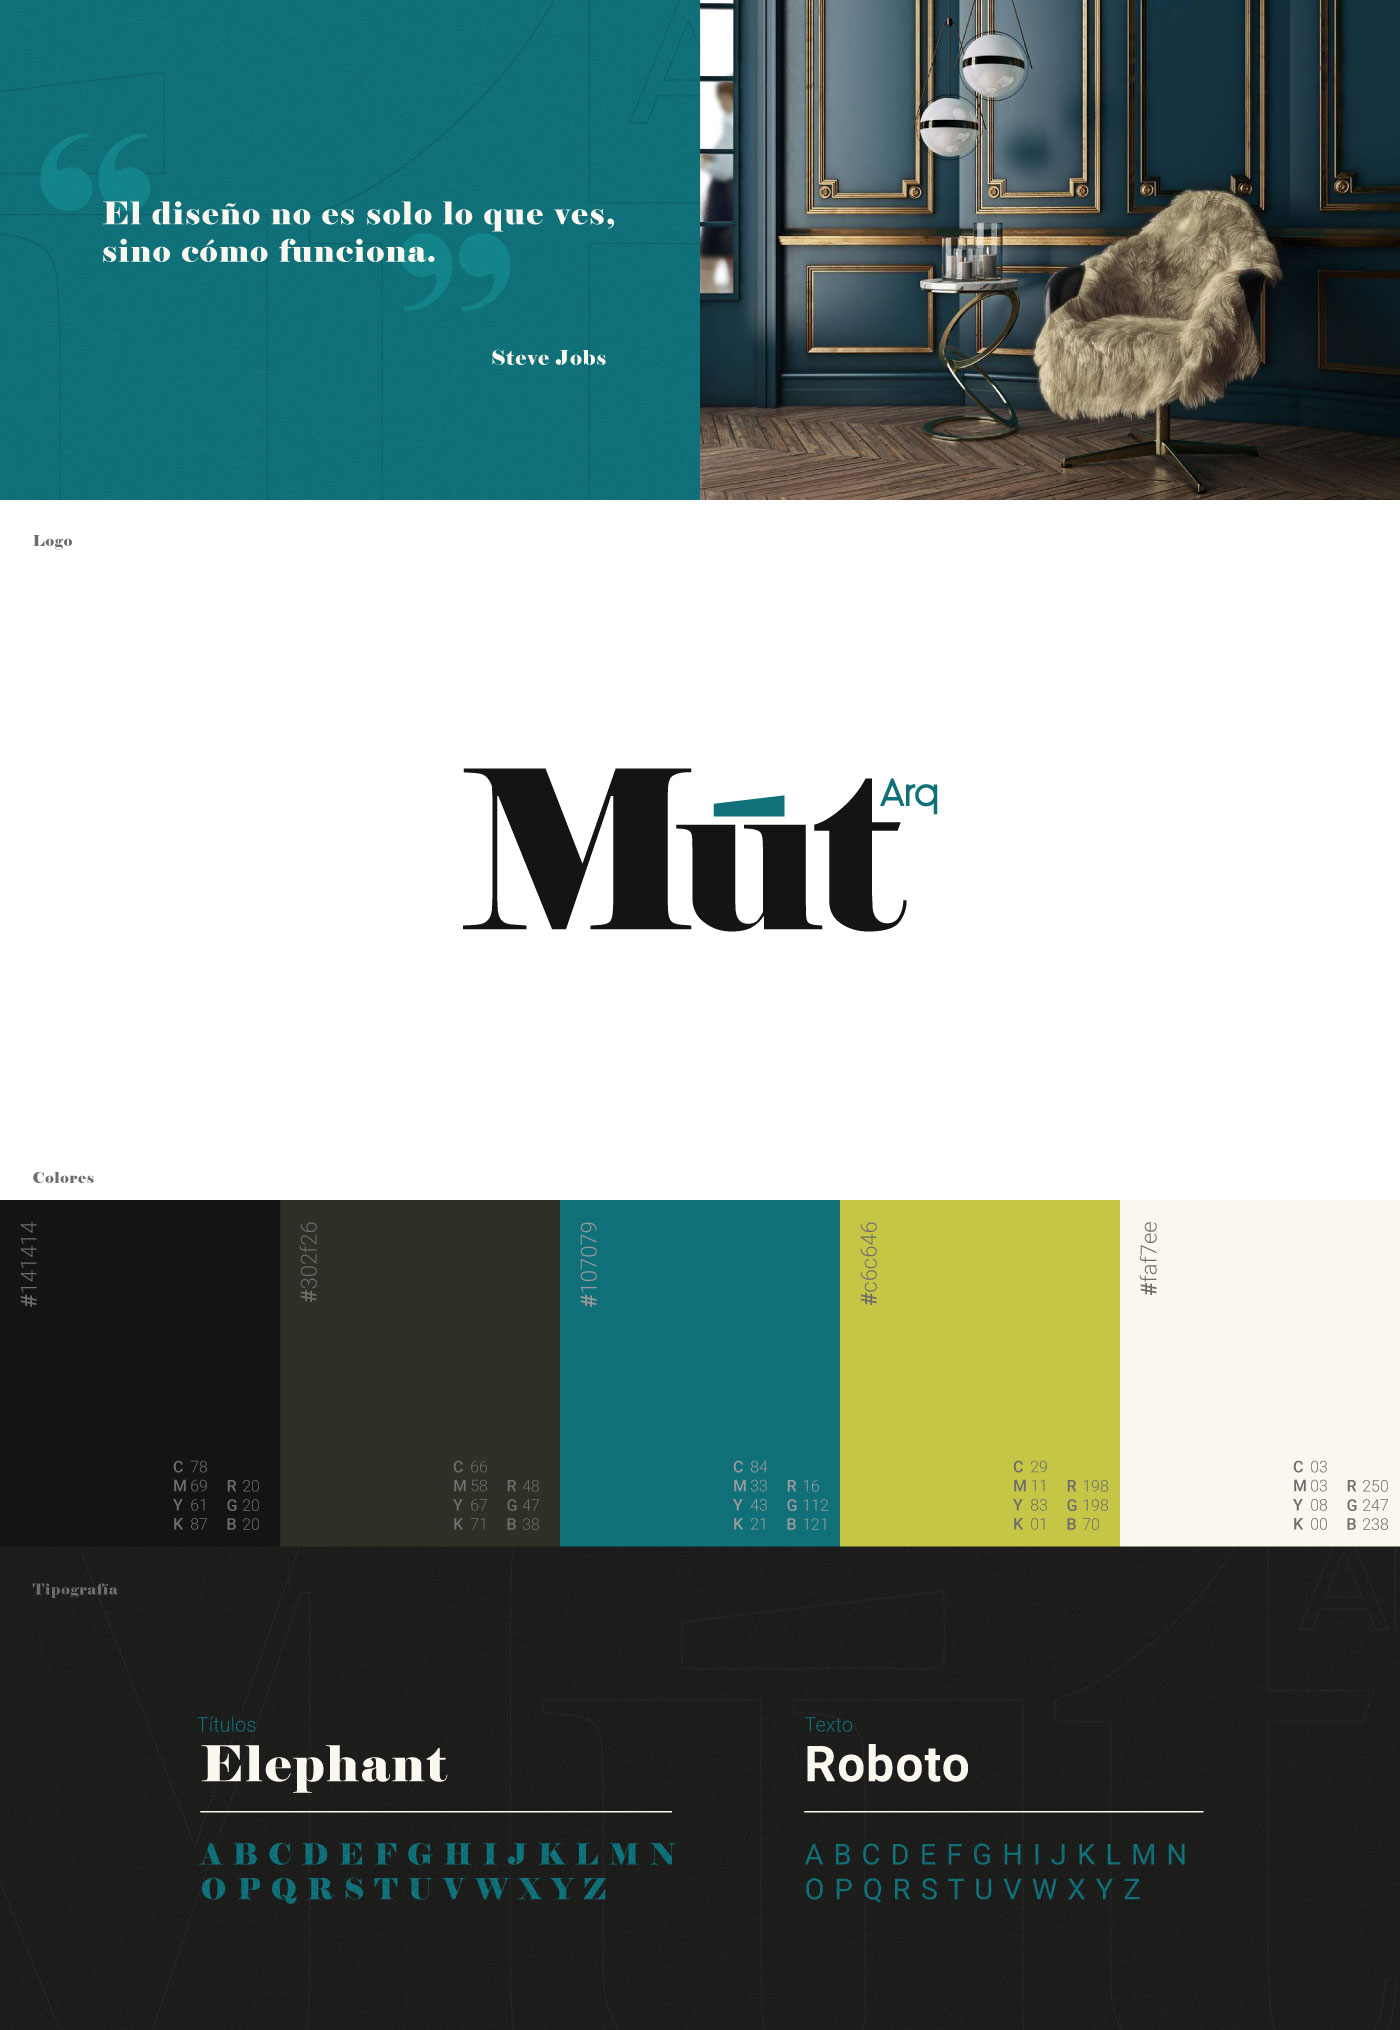 “
El diseño no es solo lo que ves,
sino cómo funciona.
”
Steve Jobs
Logo
Mút Arq
Colores
#141414
C 78
M 69 R 20
Y 61 G 20
K 87 B 20
#302f26
C 66
M 58 R 48
Y 67 G 47
K 71 B 38
#107079
C 84
M 33 R 16
Y 43 G 112
K 21 B 121
#c6c646
C 29
M 11 R 198
Y 83 G 198
K 01 B 70
#faf7ee
C 03
M 03 R 250
Y 08 G 247
K 00 B 238
Tipografía
Títulos
Elephant
A B C D E F G H I J K L M N
O P Q R S T U V W X Y Z
Texto
Roboto
A B C D E F G H I J K L M N
O P Q R S T U V W X Y Z